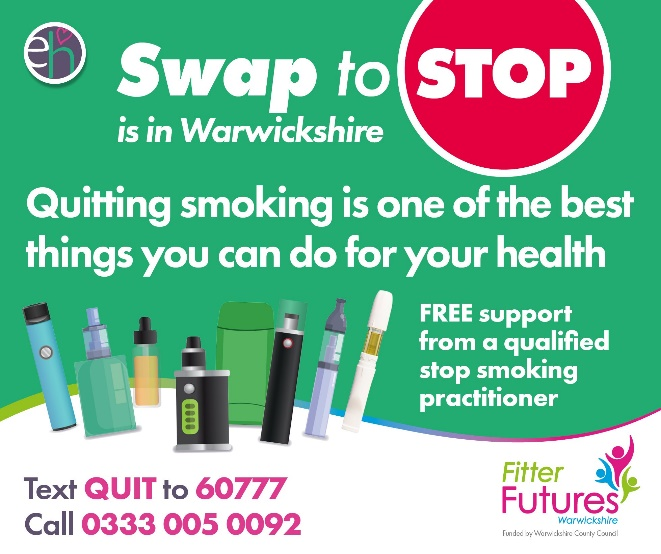 eh
Swap to STOP
is in Warwickshire
Quitting smoking is one of the best
things you can do for your health
FREE support
from a qualified
stop smoking
practitioner
Text QUIT to 60777
Call 0333 005 0092
Fitter
Futures
Warwickshire
Funded by Warwickshire County Council